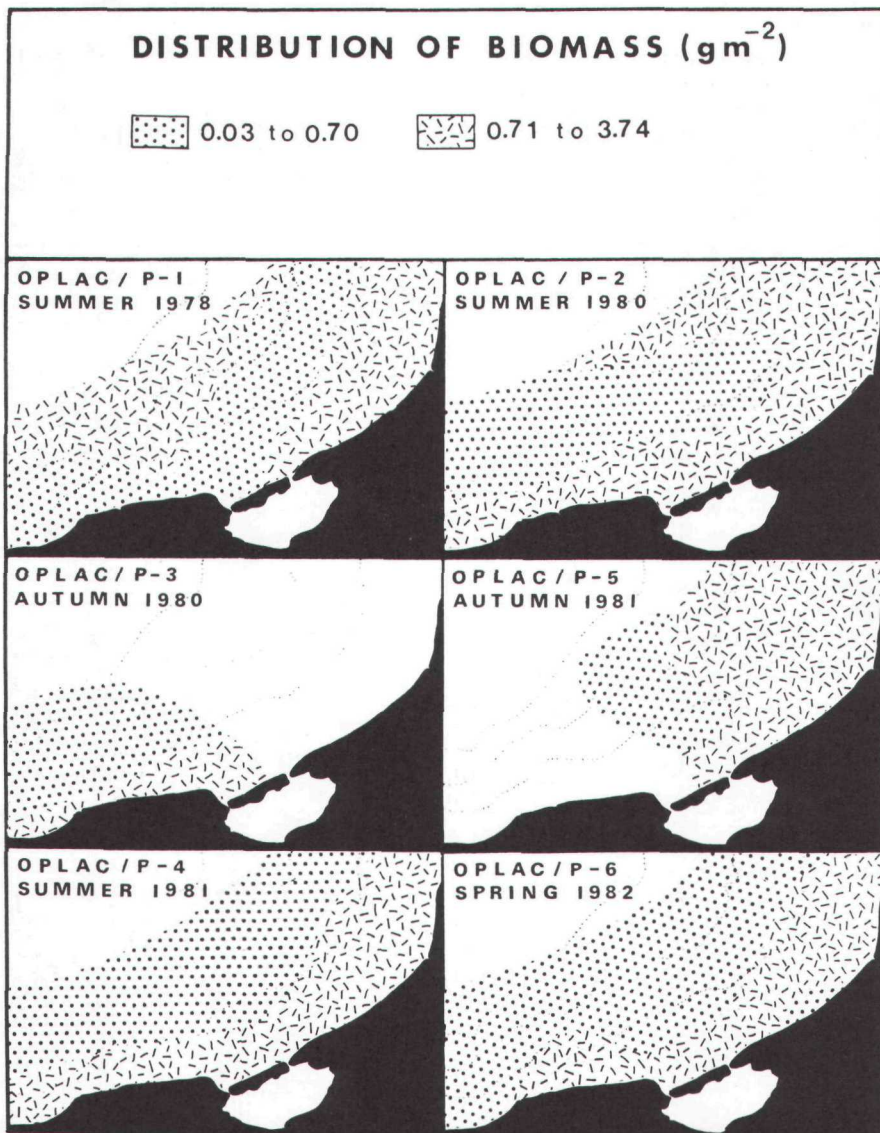 DISTRIBUTION OF BIOMASS (gm⁻²)
0.03 to 0.70
0.71 to 3.74
OPLAC / P-1
SUMMER 1978
OPLAC / P-2
SUMMER 1980
OPLAC / P-3
AUTUMN 1980
OPLAC / P-5
AUTUMN 1981
OPLAC / P-4
SUMMER 1981
OPLAC / P-6
SPRING 1982